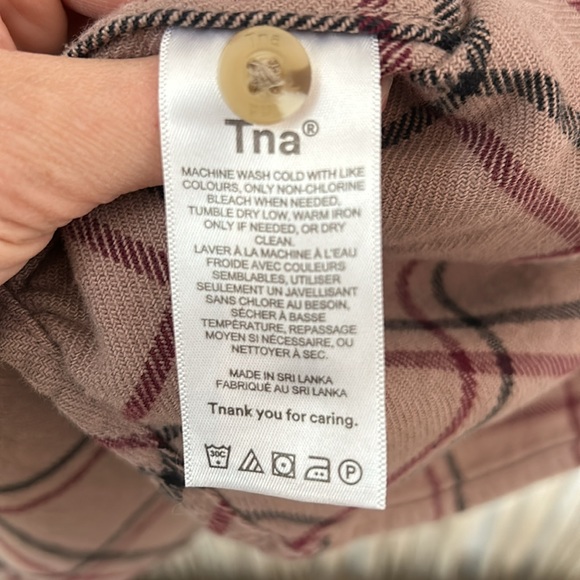 Tna
Tna®
MACHINE WASH COLD WITH LIKE
COLOURS, ONLY NON-CHLORINE
BLEACH WHEN NEEDED,
TUMBLE DRY LOW, WARM IRON
ONLY IF NEEDED, OR DRY
CLEAN.
LAVER À LA MACHINE À L'EAU
FROIDE AVEC COULEURS
SEMBLABLES, UTILISER
SEULEMENT UN JAVELLISANT
SANS CHLORE AU BESOIN,
SÉCHER À BASSE
TEMPÉRATURE, REPASSAGE
MOYEN SI NÉCESSAIRE, OU
NETTOYER À SEC.
MADE IN SRI LANKA
FABRIQUÉ AU SRI LANKA
Tnank you for caring.
30C P